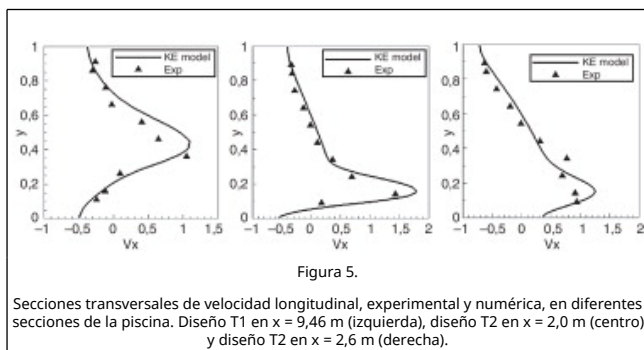 1
0,8
0,6
0,4
0,2
0
y
-1
-0,5
0
0,5
1
1,5
Vx
KE model
Exp
1
0,8
0,6
0,4
0,2
0
y
-1
-0,5
0
0,5
1
1,5
2
Vx
KE model
Exp
1
0,8
0,6
0,4
0,2
0
y
-1
-0,5
0
0,5
1
1,5
2
Vx
KE model
Exp
Figura 5.
Secciones transversales de velocidad longitudinal, experimental y numérica, en diferentes
secciones de la piscina. Diseño T1 en x = 9,46 m (izquierda), diseño T2 en x = 2,0 m (centro)
y diseño T2 en x = 2,6 m (derecha).